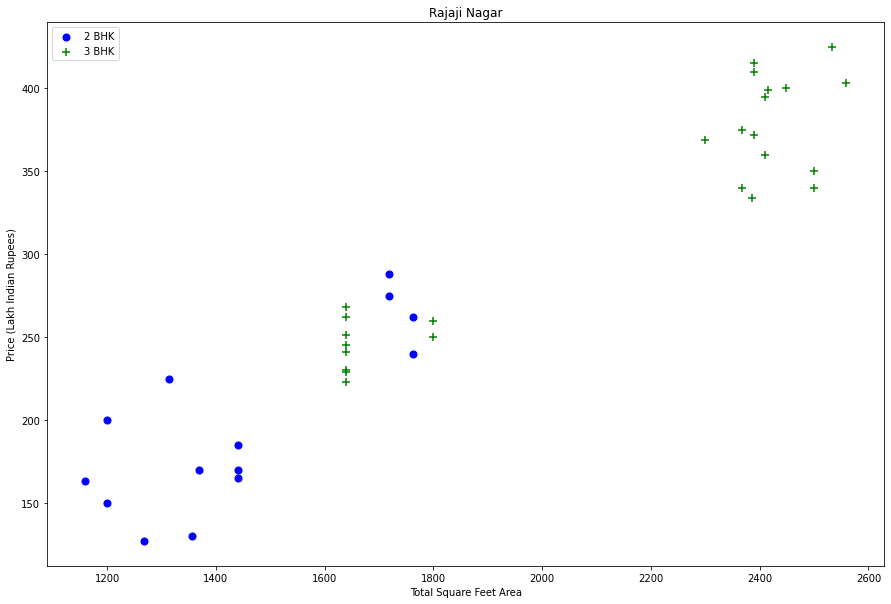 Rajaji Nagar
2 BHK
3 BHK
Price (Lakh Indian Rupees)
400
350
300
250
200
150
1200 1400 1600 1800 2000 2200 2400 2600
Total Square Feet Area